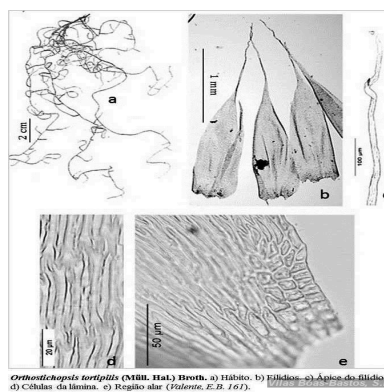 a
2 cm
1 mm
b
100 µm
c
20 µm
d
50 µm
e
Orthostichopsis tortipilis (Müll. Hal.) Broth. a) Hábito. b) Filídios. c) Ápice do filídio.
d) Células da lâmina. e) Região alar (Valente, E.B. 161).
Vilas Bôas-Bastos